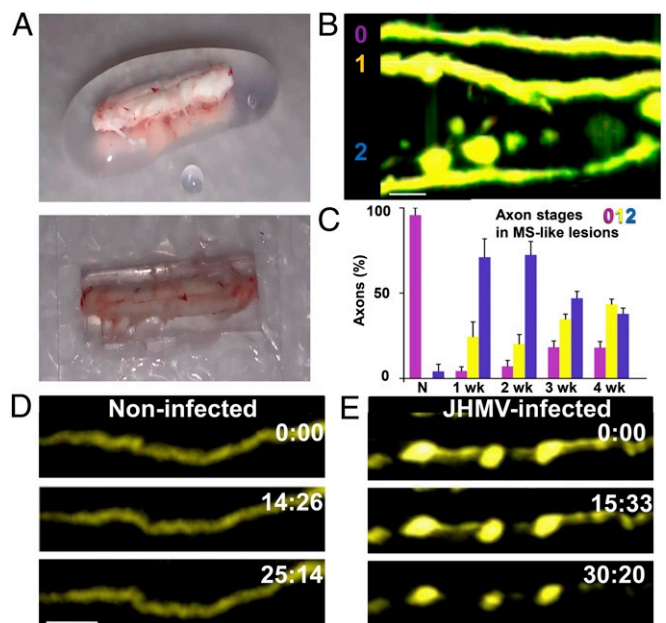 A
B
0
1
2
C
Axon stages 012
in MS-like lesions
Axons (%)
100
50
0
N 1 wk 2 wk 3 wk 4 wk
D
Non-infected
0:00
14:26
25:14
E
JHMV-infected
0:00
15:33
30:20